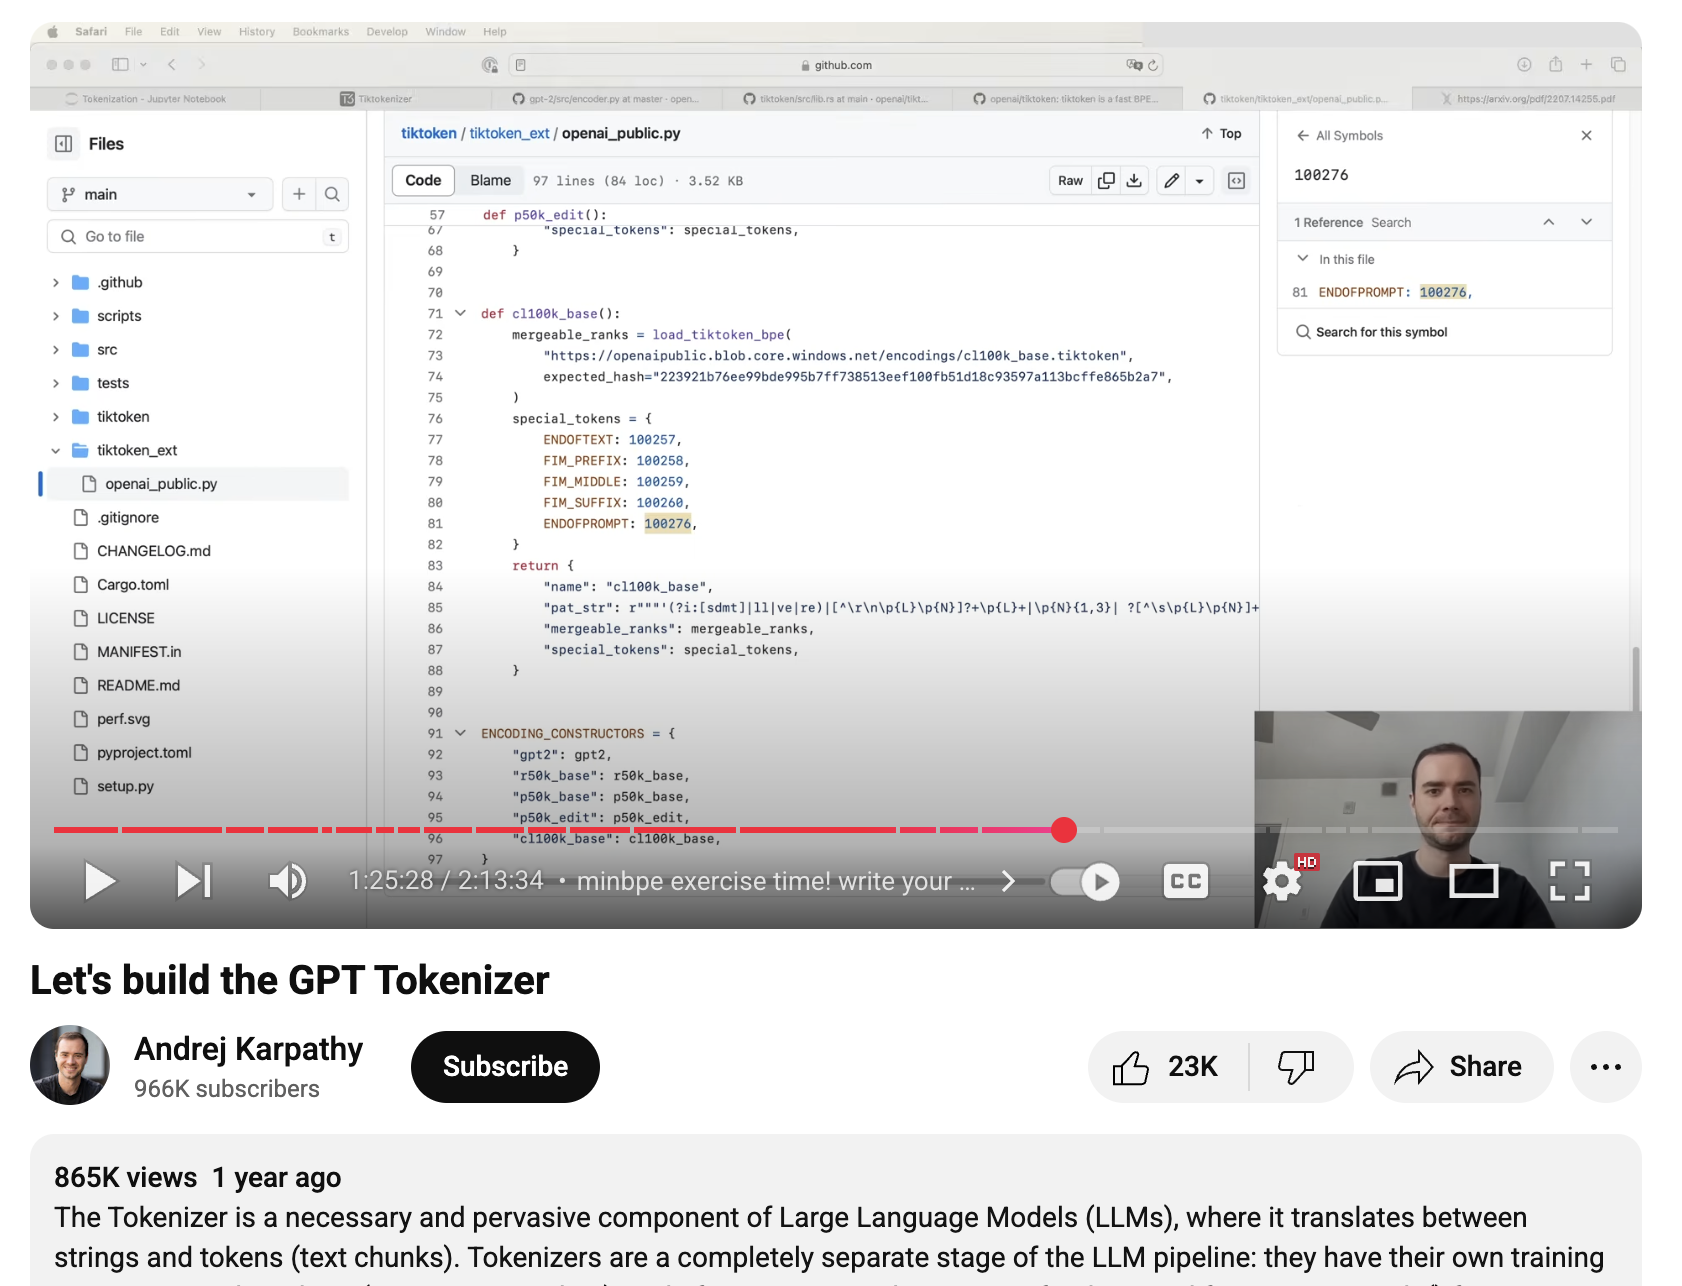 Safari File Edit View History Bookmarks Develop Window Help
github.com
Tokenization - Jupyter Notebook
Tiktokenizer
gpt-2/src/encoder.py at master · open...
tiktoken/src/lib.rs at main · openai/tikt...
openai/tiktoken: tiktoken is a fast BPE...
tiktoken/tiktoken_ext/openai_public.p...
https://arxiv.org/pdf/2207.14255.pdf
Files
main
Go to file t
.github
scripts
src
tests
tiktoken
tiktoken_ext
openai_public.py
.gitignore
CHANGELOG.md
Cargo.toml
LICENSE
MANIFEST.in
README.md
perf.svg
pyproject.toml
setup.py
tiktoken / tiktoken_ext / openai_public.py
Top
Code Blame 97 lines (84 loc) · 3.52 KB
Raw
57 def p50k_edit():
67 "special_tokens": special_tokens,
68 }
69
70
71 def cl100k_base():
72 mergeable_ranks = load_tiktoken_bpe(
73 "https://openaipublic.blob.core.windows.net/encodings/cl100k_base.tiktoken",
74 expected_hash="223921b76ee99bde995b7ff738513eef100fb51d18c93597a113bcffe865b2a7",
75 )
76 special_tokens = {
77 ENDOFTEXT: 100257,
78 FIM_PREFIX: 100258,
79 FIM_MIDDLE: 100259,
80 FIM_SUFFIX: 100260,
81 ENDOFPROMPT: 100276,
82 }
83 return {
84 "name": "cl100k_base",
85 "pat_str": r"""'(?i:[sdmt]|ll|ve|re)|[^\r\n\p{L}\p{N}]?+\p{L}+|\p{N}{1,3}| ?[^\s\p{L}\p{N}]+
86 "mergeable_ranks": mergeable_ranks,
87 "special_tokens": special_tokens,
88 }
89
90
91 ENCODING_CONSTRUCTORS = {
92 "gpt2": gpt2,
93 "r50k_base": r50k_base,
94 "p50k_base": p50k_base,
95 "p50k_edit": p50k_edit,
96 "cl100k_base": cl100k_base,
97 }
All Symbols
100276
1 Reference Search
In this file
81 ENDOFPROMPT: 100276,
Search for this symbol
1:25:28 / 2:13:34 • minbpe exercise time! write your ...
CC
HD
Let's build the GPT Tokenizer
Andrej Karpathy
966K subscribers
Subscribe
23K
Share
865K views 1 year ago
The Tokenizer is a necessary and pervasive component of Large Language Models (LLMs), where it translates between
strings and tokens (text chunks). Tokenizers are a completely separate stage of the LLM pipeline: they have their own training